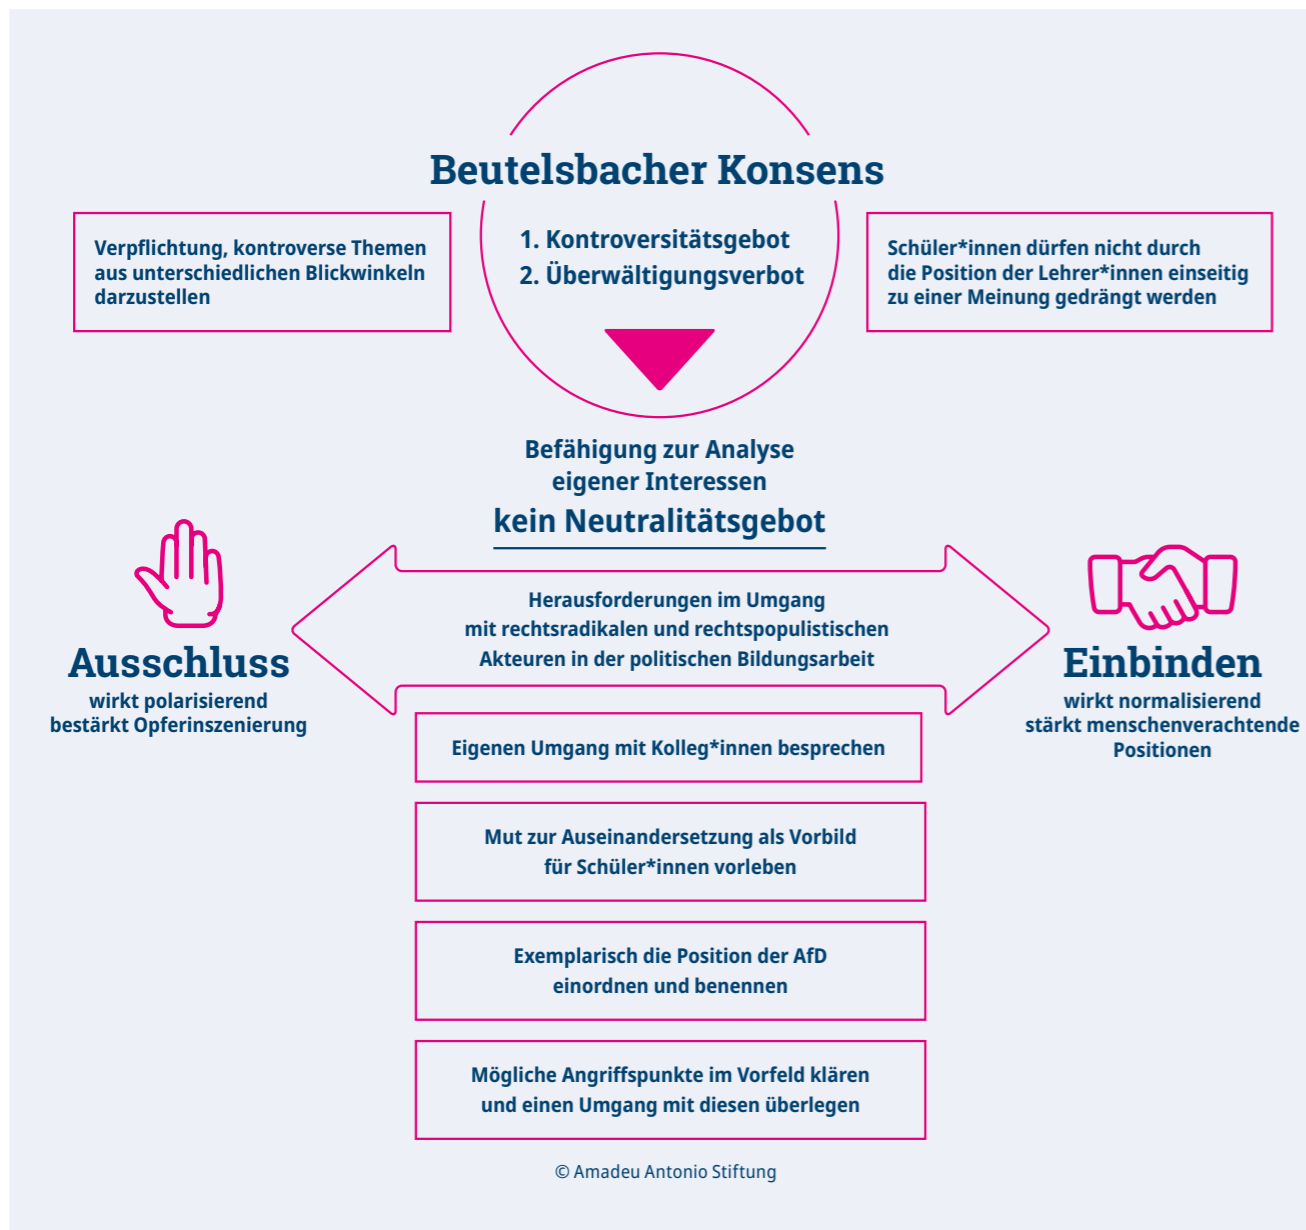 Beutelsbacher Konsens
Verpflichtung, kontroverse Themen
aus unterschiedlichen Blickwinkeln
darzustellen
1. Kontroversitätsgebot
2. Überwältigungsverbot
Schüler*innen dürfen nicht durch
die Position der Lehrer*innen einseitig
zu einer Meinung gedrängt werden
Befähigung zur Analyse
eigener Interessen
kein Neutralitätsgebot
Herausforderungen im Umgang
mit rechtsradikalen und rechtspopulistischen
Akteuren in der politischen Bildungsarbeit
Ausschluss
wirkt polarisierend
bestärkt Opferinszenierung
Einbinden
wirkt normalisierend
stärkt menschenverachtende
Positionen
Eigenen Umgang mit Kolleg*innen besprechen
Mut zur Auseinandersetzung als Vorbild
für Schüler*innen vorleben
Exemplarisch die Position der AfD
einordnen und benennen
Mögliche Angriffspunkte im Vorfeld klären
und einen Umgang mit diesen überlegen
© Amadeu Antonio Stiftung